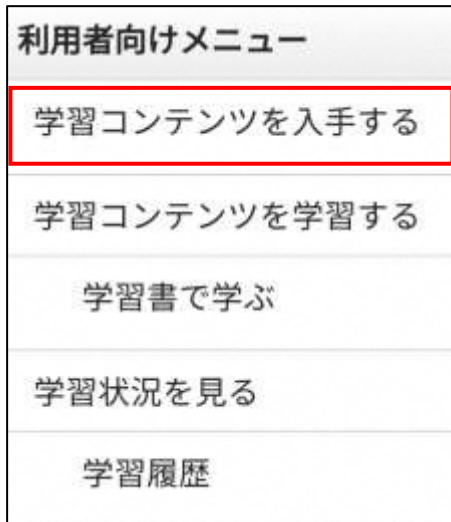 利用者向けメニュー
学習コンテンツを入手する
学習コンテンツを学習する
学習書で学ぶ
学習状況を見る
学習履歴